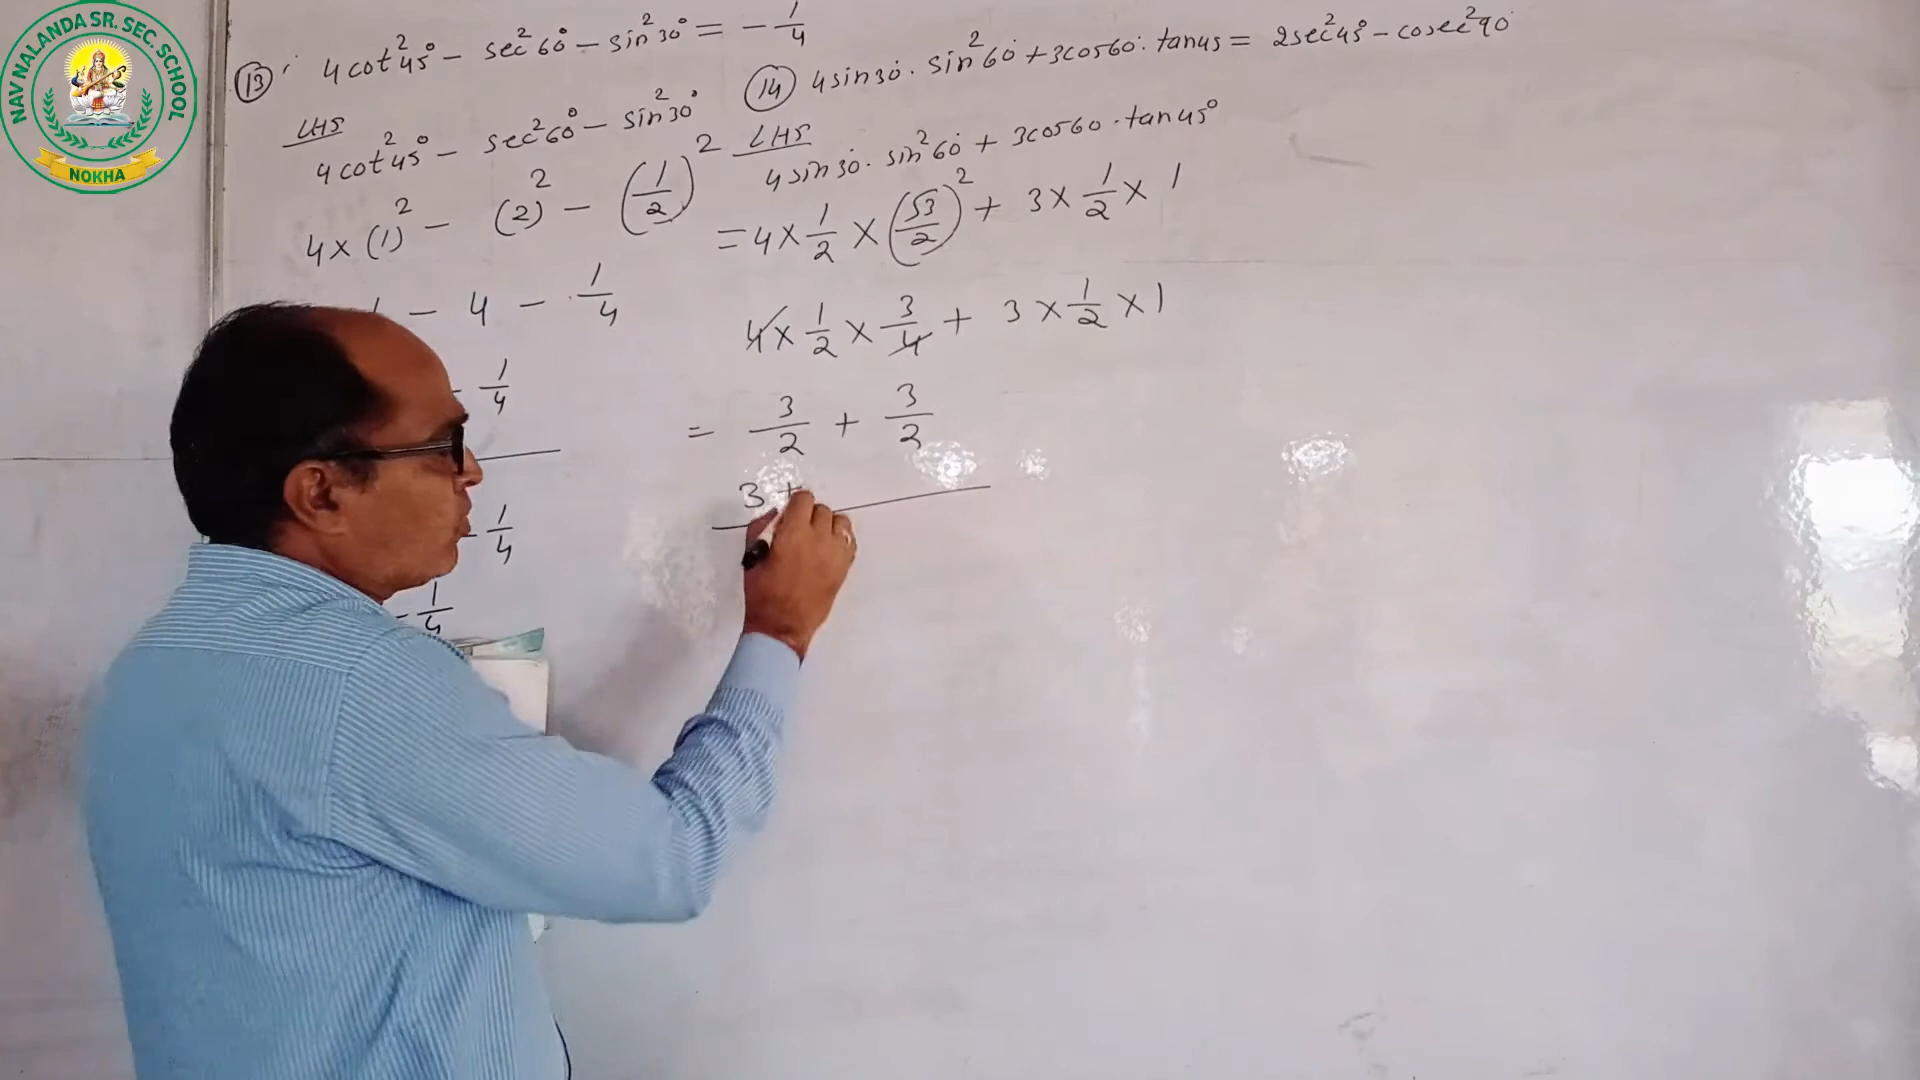 NAV NALANDA SR. SEC. SCHOOL
NOKHA
(13) 4cot²45° - sec²60° - sin²30° = -1/4
LHS
4cot²45° - sec²60° - sin²30°
4×(1)² - (2)² - (1/2)²
- 4 - 1/4
1/4
- 1/4
- 1/4
(14) 4sin30°. sin²60° + 3cos60°. tan45 = 2sec²45° - cosec²90°
LHS
4sin30°. sin²60° + 3cos60 . tan45°
= 4×1/2×(√3/2)² + 3×1/2×1
4×1/2×3/4 + 3×1/2×1
= 3/2 + 3/2
3 +